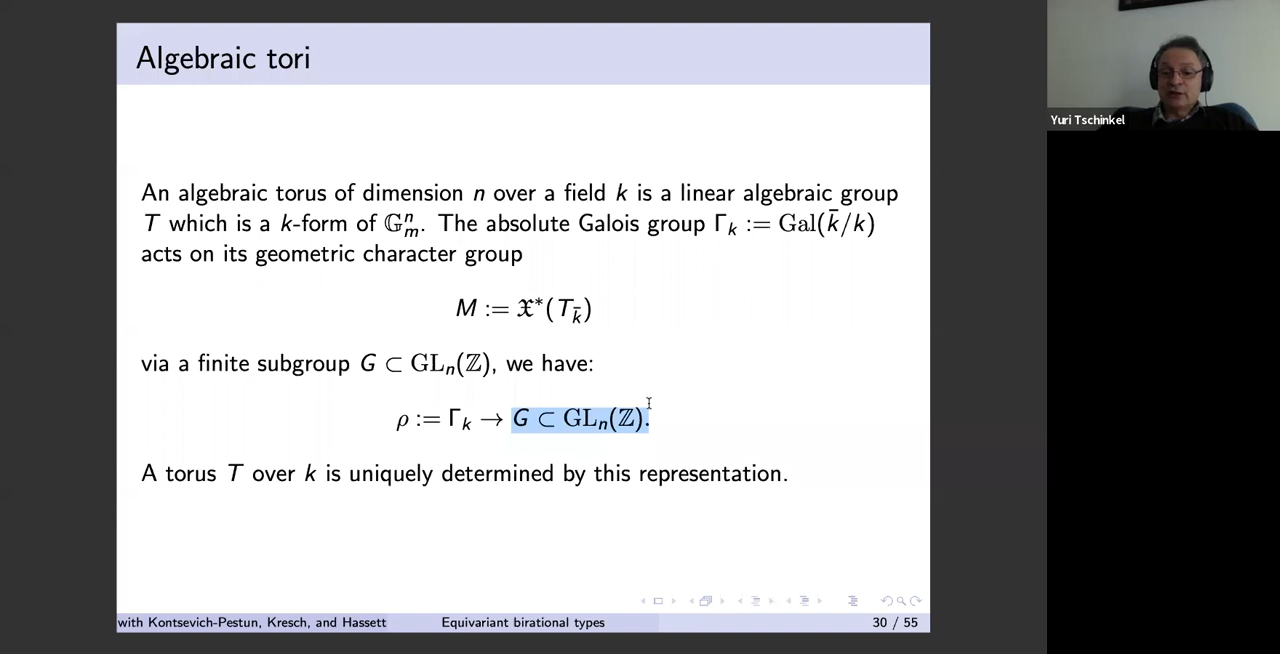 Algebraic tori
An algebraic torus of dimension n over a field k is a linear algebraic group
T which is a k-form of 𝔾ₘⁿ. The absolute Galois group Γₖ := Gal(k̄/k)
acts on its geometric character group
M := 𝔛*(T_k̄)
via a finite subgroup G ⊂ GLₙ(ℤ), we have:
ρ := Γₖ → G ⊂ GLₙ(ℤ).
A torus T over k is uniquely determined by this representation.
with Kontsevich-Pestun, Kresch, and Hassett
Equivariant birational types
30 / 55
Yuri Tschinkel